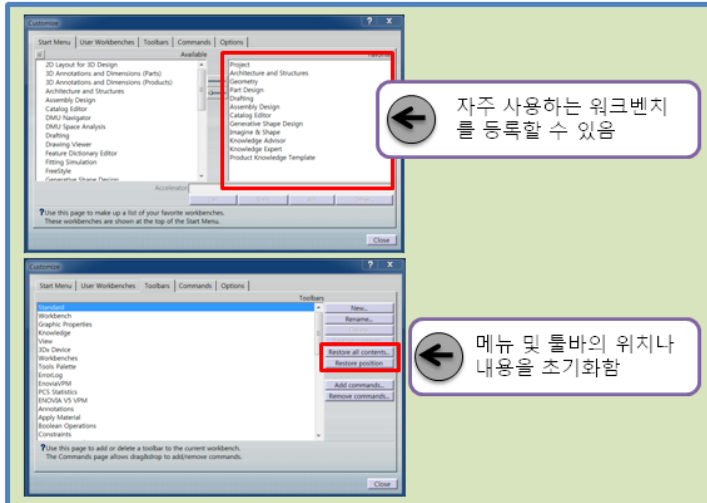 Customize
Start Menu User Workbenches Toolbars Commands Options
Available
2D Layout for 3D Design
3D Annotations and Dimensions (Parts)
3D Annotations and Dimensions (Products)
Architecture and Structures
Assembly Design
Catalog Editor
DMU Navigator
DMU Space Analysis
Drafting
Drawing Viewer
Feature Dictionary Editor
Fitting Simulation
FreeStyle
Generative Shape Design
Project
Architecture and Structures
Geometry
Part Design
Drafting
Assembly Design
Catalog Editor
Generative Shape Design
Imagine & Shape
Knowledge Advisor
Knowledge Expert
Product Knowledge Template
Accelerator
Use this page to make up a list of your favorite workbenches.
These workbenches are shown at the top of the Start Menu.
Close
자주 사용하는 워크벤치
를 등록할 수 있음
Customize
Start Menu User Workbenches Toolbars Commands Options
Toolbars
Standard
Workbench
Graphic Properties
Knowledge
View
3Dx Device
Workbenches
Tools Palette
ErrorLog
EnoviaVPM
PCS Statistics
ENOVIA V5 VPM
Annotations
Apply Material
Boolean Operations
Constraints
New...
Rename...
Restore all contents...
Restore position
Add commands...
Remove commands...
Use this page to add or delete a toolbar to the current workbench.
The Commands page allows drag&drop to add/remove commands.
Close
메뉴 및 툴바의 위치나
내용을 초기화함